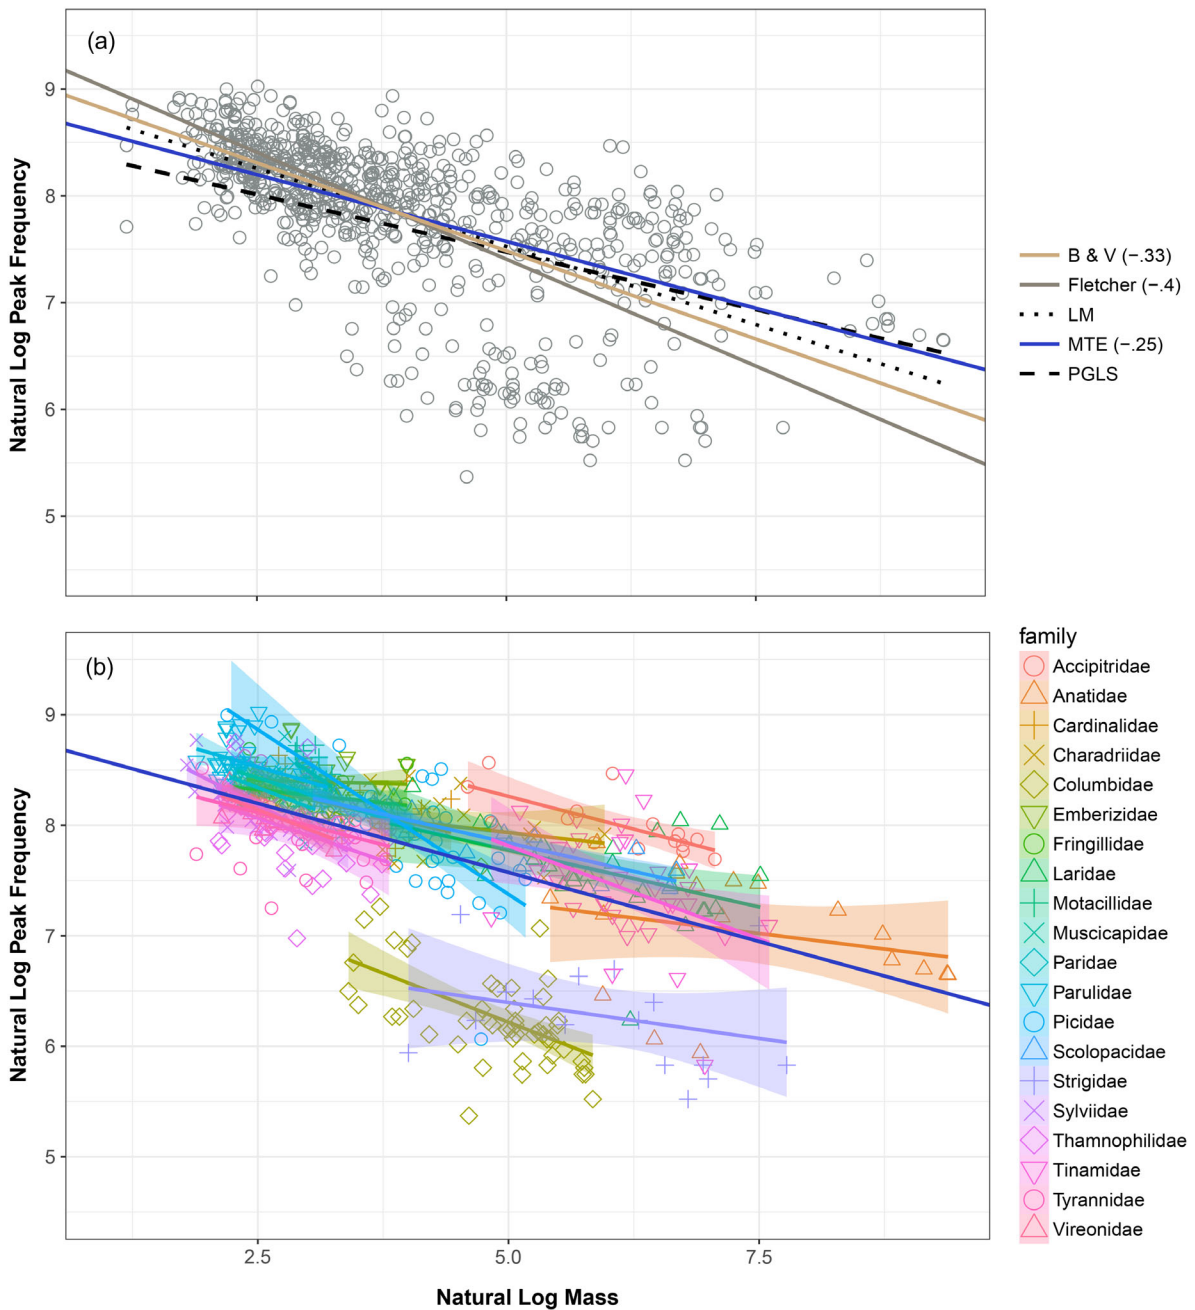 (a)
9
8
7
6
5
Natural Log Peak Frequency
B & V (−.33)
Fletcher (−.4)
LM
MTE (−.25)
PGLS
(b)
9
8
7
6
5
Natural Log Peak Frequency
2.5
5.0
7.5
Natural Log Mass
family
Accipitridae
Anatidae
Cardinalidae
Charadriidae
Columbidae
Emberizidae
Fringillidae
Laridae
Motacillidae
Muscicapidae
Paridae
Parulidae
Picidae
Scolopacidae
Strigidae
Sylviidae
Thamnophilidae
Tinamidae
Tyrannidae
Vireonidae